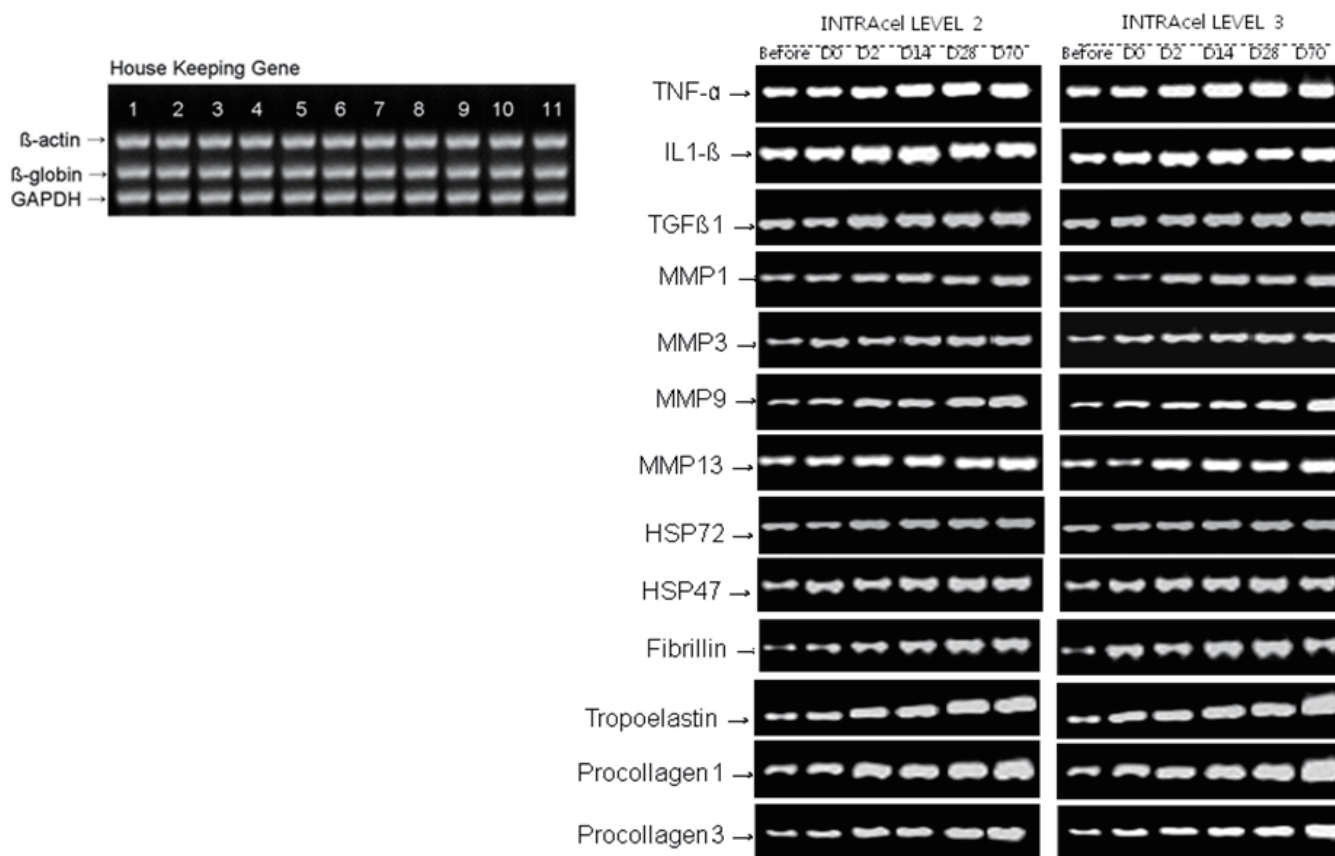 House Keeping Gene
1 2 3 4 5 6 7 8 9 10 11
ß-actin →
ß-globin →
GAPDH →
INTRAcel LEVEL 2
INTRAcel LEVEL 3
Before D0 D2 D14 D28 D70
Before D0 D2 D14 D28 D70
TNF-α →
IL1-ß →
TGFß1 →
MMP1 →
MMP3 →
MMP9 →
MMP13 →
HSP72 →
HSP47 →
Fibrillin →
Tropoelastin →
Procollagen1 →
Procollagen3 →